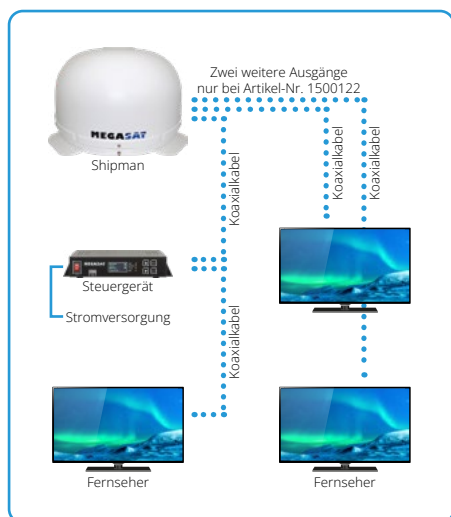 Zwei weitere Ausgänge
nur bei Artikel-Nr. 1500122
MEGASAT
Shipman
Koaxialkabel
Koaxialkabel
Koaxialkabel
MEGASAT
Steuergerät
Stromversorgung
Koaxialkabel
Fernseher
Fernseher